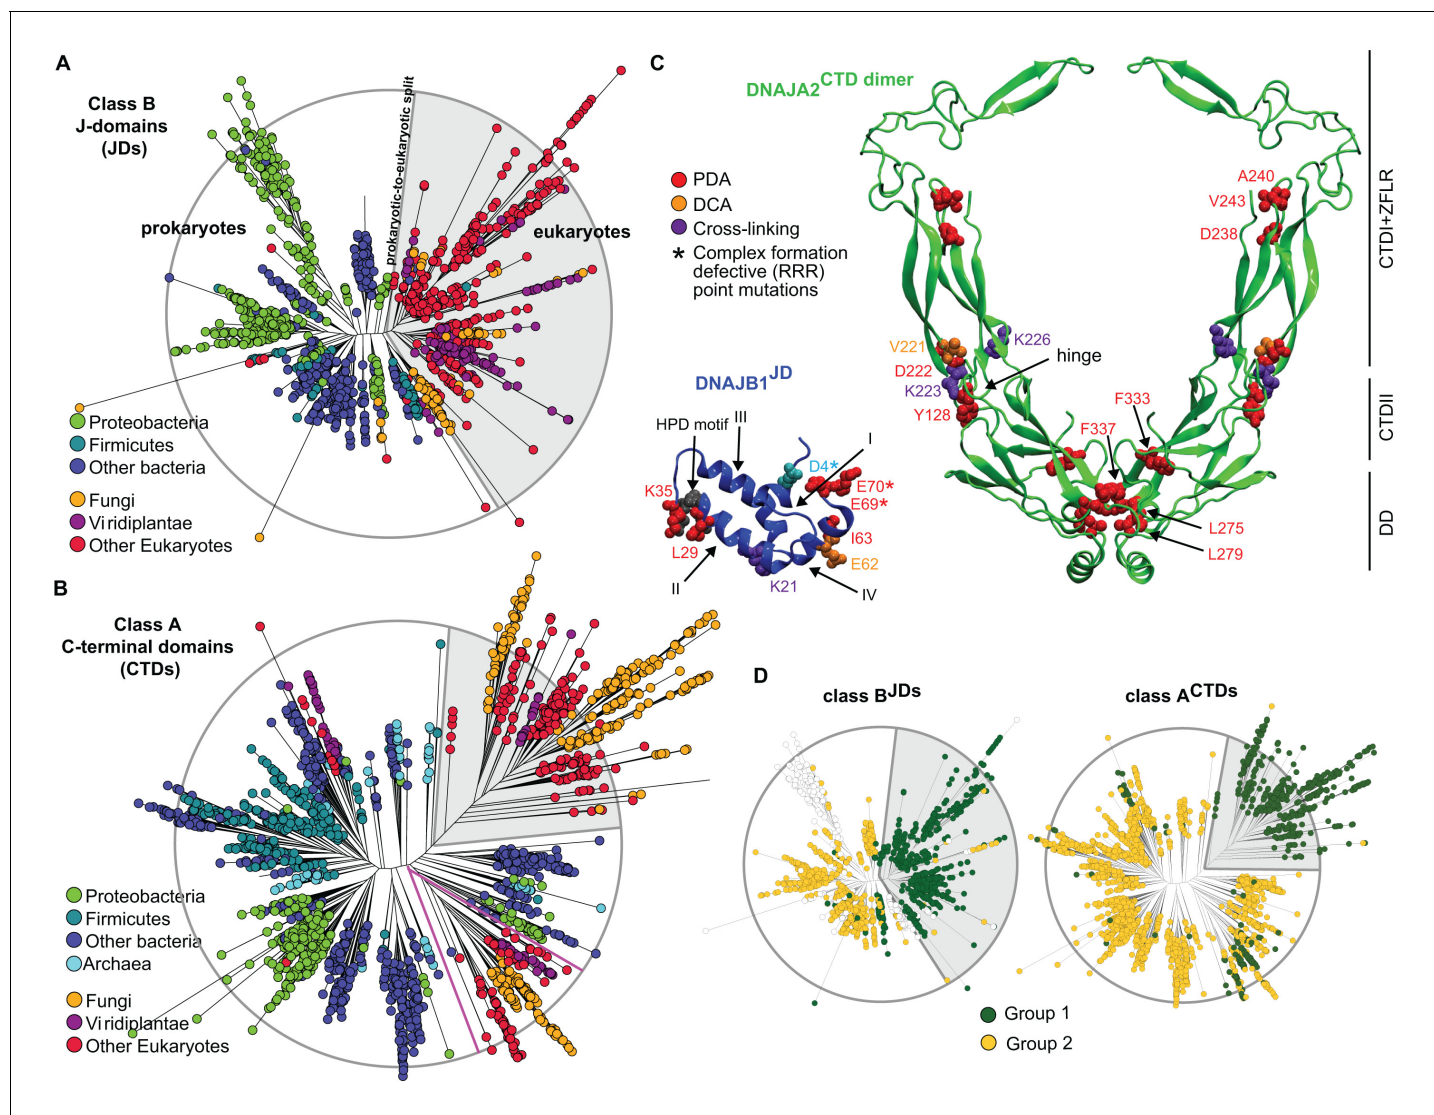 A
Class B
J-domains
(JDs)
prokaryotes
prokaryotic-to-eukaryotic split
eukaryotes
Proteobacteria
Firmicutes
Other bacteria
Fungi
Viridiplantae
Other Eukaryotes
B
Class A
C-terminal domains
(CTDs)
Proteobacteria
Firmicutes
Other bacteria
Archaea
Fungi
Viridiplantae
Other Eukaryotes
C
DNAJA2CTD dimer
PDA
DCA
Cross-linking
* Complex formation
defective (RRR)
point mutations
A240
V243
D238
K226
V221
hinge
D222
K223
Y128
F333
F337
L275
L279
CTDI+ZFLR
CTDII
DD
DNAJB1JD
HPD motif
III
I
D4*
K35
E70*
E69*
I63
L29
E62
K21
II
IV
D
class BJDs
class ACTDs
Group 1
Group 2